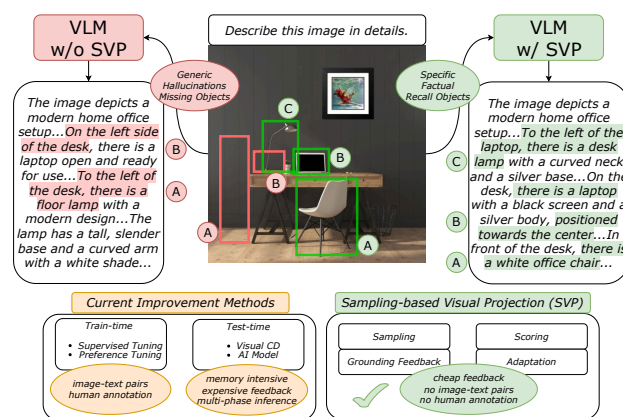 VLM
w/o SVP
Describe this image in details.
VLM
w/ SVP
Generic
Hallucinations
Missing Objects
Specific
Factual
Recall Objects
The image depicts a
modern home office
setup...On the left side
of the desk, there is a
laptop open and ready
for use...To the left of
the desk, there is a
floor lamp with a
modern design...The
lamp has a tall, slender
base and a curved arm
with a white shade...
B
A
C
B
B
A
A
C
B
A
The image depicts a
modern home office
setup...To the left of the
laptop, there is a desk
lamp with a curved neck
and a silver base...On the
desk, there is a laptop
with a black screen and a
silver body, positioned
towards the center...In
front of the desk, there is
a white office chair...
Current Improvement Methods
Train-time
• Supervised Tuning
• Preference Tuning
Test-time
• Visual CD
• AI Model
image-text pairs
human annotation
memory intensive
expensive feedback
multi-phase inference
Sampling-based Visual Projection (SVP)
Sampling
Scoring
Grounding Feedback
Adaptation
cheap feedback
no image-text pairs
no human annotation